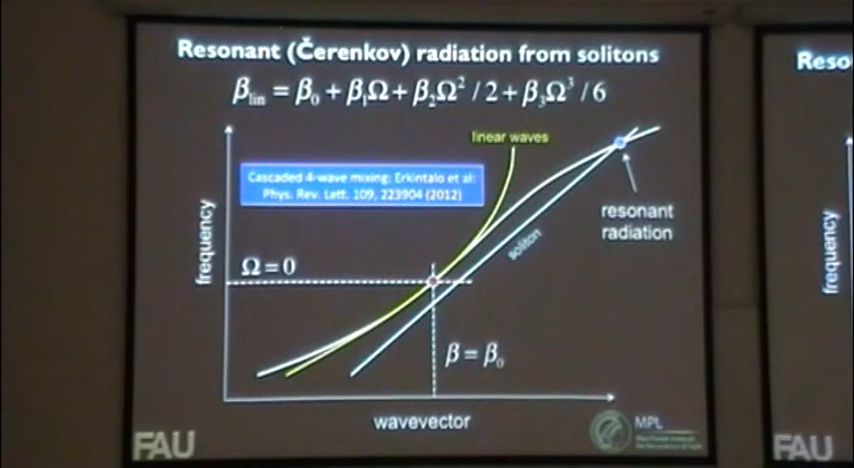 Resonant (Čerenkov) radiation from solitons
βlin = β₀ + β₁Ω + β₂Ω² / 2 + β₃Ω³ / 6
linear waves
Cascaded 4-wave mixing: Erkintalo et al:
Phys. Rev. Lett. 109, 223904 (2012)
resonant
radiation
soliton
frequency
Ω = 0
β = β₀
wavevector
FAU
MPL
Reso
frequency
FAU